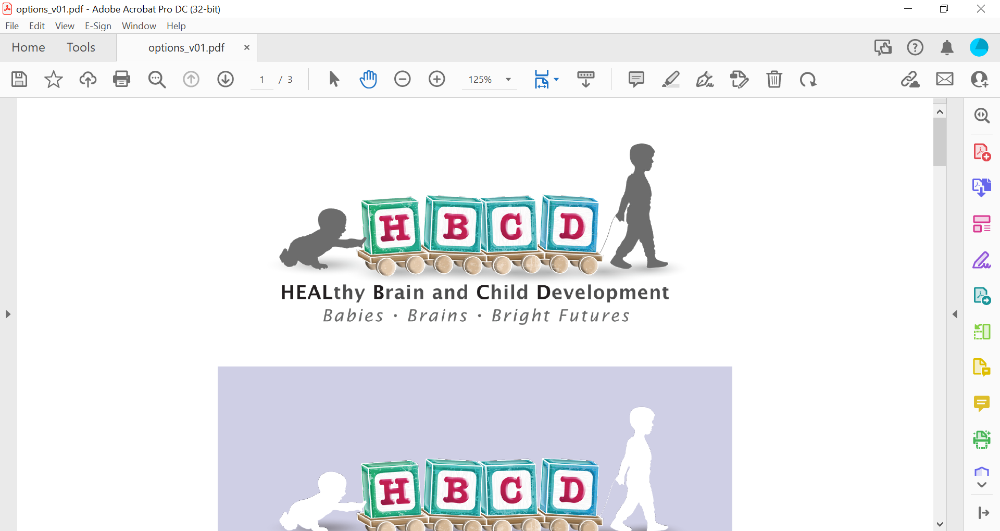 options_v01.pdf - Adobe Acrobat Pro DC (32-bit)
File Edit View E-Sign Window Help
Home Tools options_v01.pdf
1 / 3 125%
H B C D
HEALthy Brain and Child Development
Babies · Brains · Bright Futures
H B C D